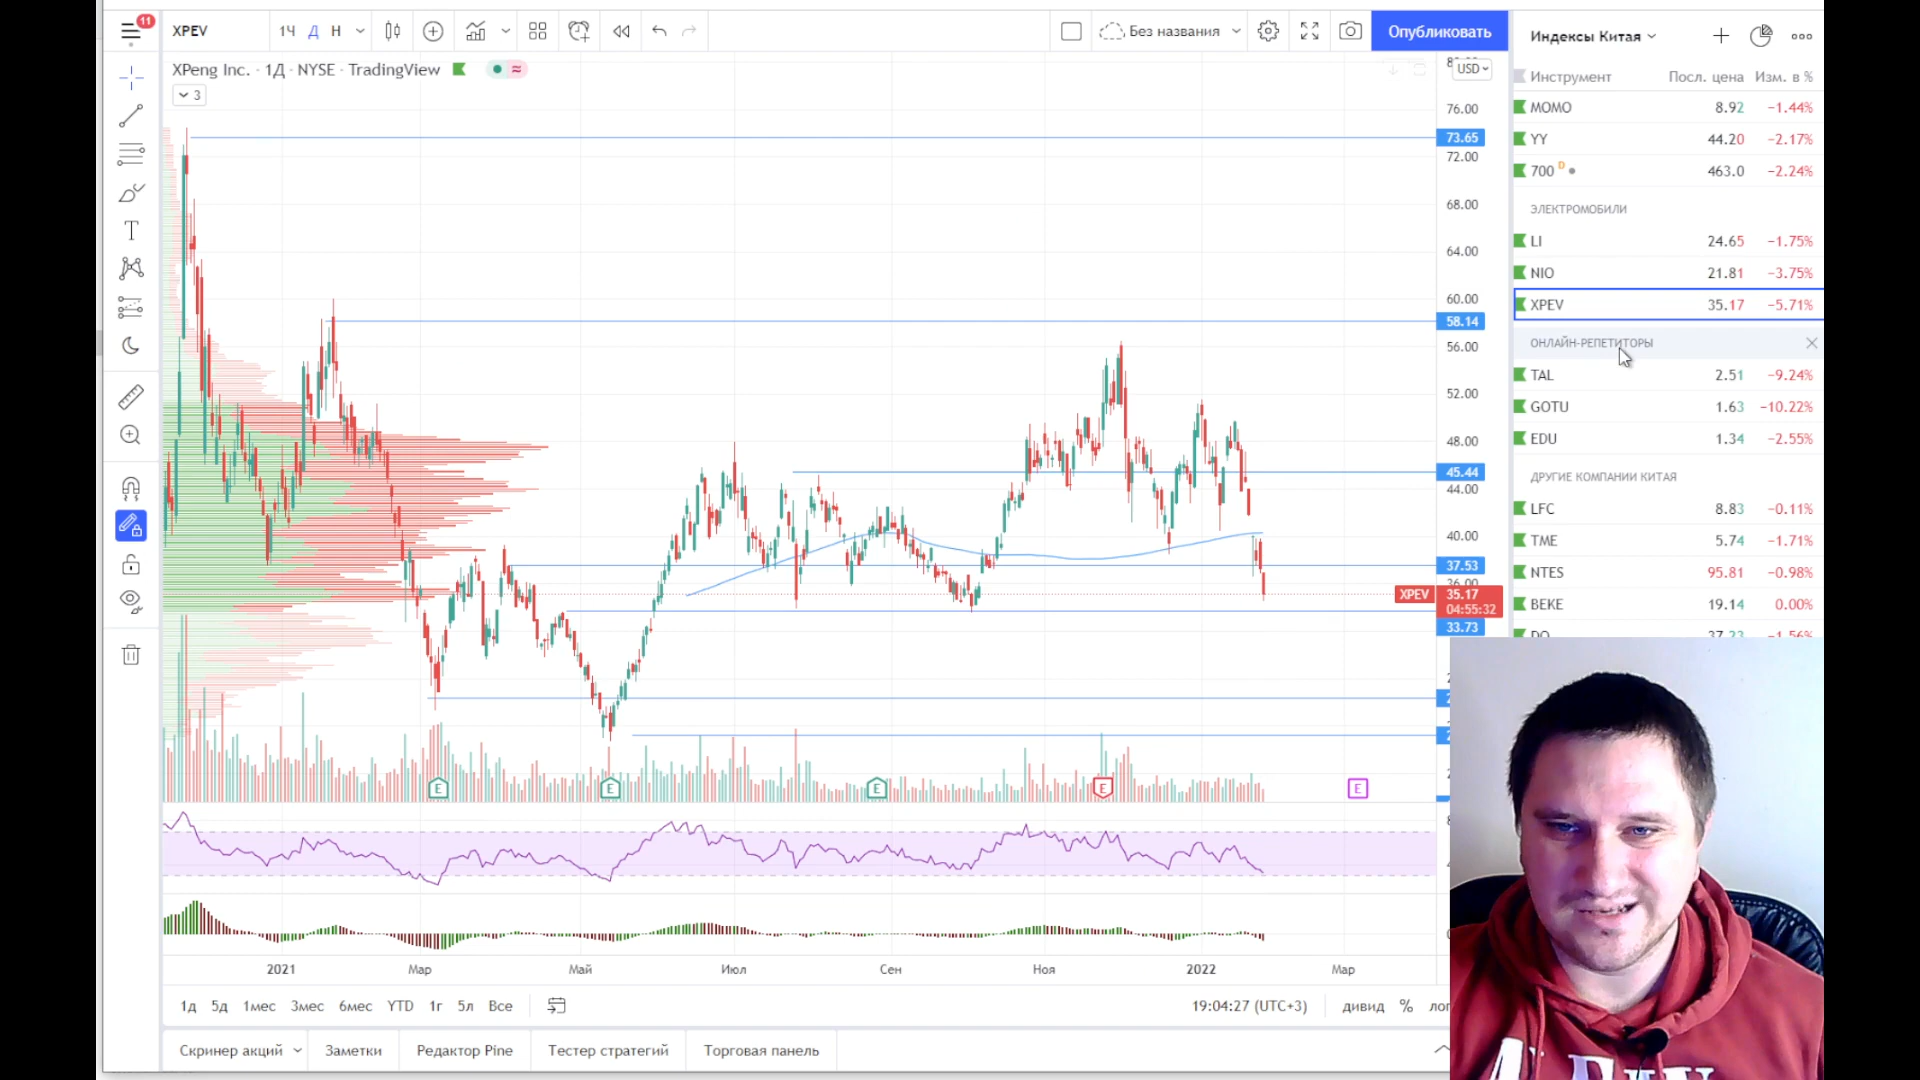 11
XPEV
1Ч Д Н
Без названия
Опубликовать
XPeng Inc. · 1Д · NYSE · TradingView
3
USD
76.00
73.65
72.00
68.00
64.00
60.00
58.14
56.00
52.00
48.00
45.44
44.00
40.00
37.53
36.00
XPEV 35.17
04:55:32
33.73
E E E E E
2021 Мар Май Июл Сен Ноя 2022 Мар
1д 5д 1мес 3мес 6мес YTD 1г 5л Все
19:04:27 (UTC+3) дивид %
Скринер акций Заметки Редактор Pine Тестер стратегий Торговая панель
Индексы Китая
Инструмент Посл. цена Изм. в %
MOMO 8.92 −1.44%
YY 44.20 −2.17%
700 D 463.0 −2.24%
ЭЛЕКТРОМОБИЛИ
LI 24.65 −1.75%
NIO 21.81 −3.75%
XPEV 35.17 −5.71%
ОНЛАЙН-РЕПЕТИТОРЫ
TAL 2.51 −9.24%
GOTU 1.63 −10.22%
EDU 1.34 −2.55%
ДРУГИЕ КОМПАНИИ КИТАЯ
LFC 8.83 −0.11%
TME 5.74 −1.71%
NTES 95.81 −0.98%
BEKE 19.14 0.00%